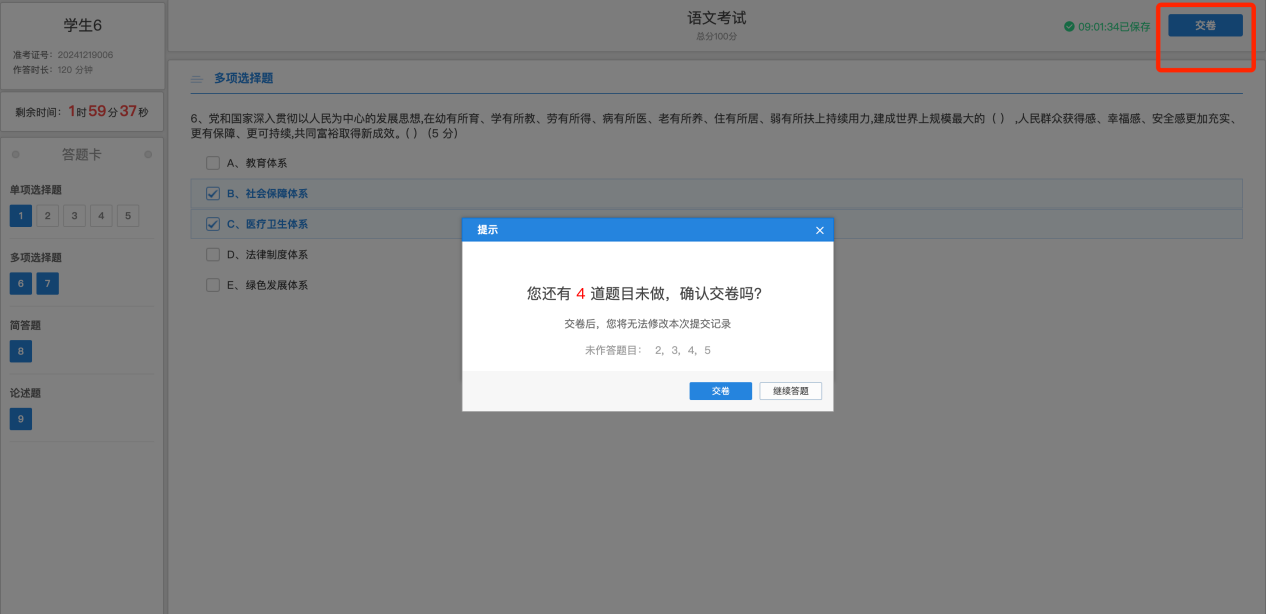 学生6
准考证号： 20241219006
作答时长： 120 分钟
剩余时间： 1时59分37秒
答题卡
单项选择题
1 2 3 4 5
多项选择题
6 7
简答题
8
论述题
9
语文考试
总分100分
09:01:34已保存
交卷
多项选择题
6、党和国家深入贯彻以人民为中心的发展思想,在幼有所育、学有所教、劳有所得、病有所医、老有所养、住有所居、弱有所扶上持续用力,建成世界上规模最大的（ ） ,人民群众获得感、幸福感、安全感更加充实、
更有保障、更可持续,共同富裕取得新成效。( ) （5 分）
A、教育体系
B、社会保障体系
C、医疗卫生体系
D、法律制度体系
E、绿色发展体系
提示
您还有 4 道题目未做，确认交卷吗?
交卷后，您将无法修改本次提交记录
未作答题目： 2, 3, 4, 5
交卷
继续答题